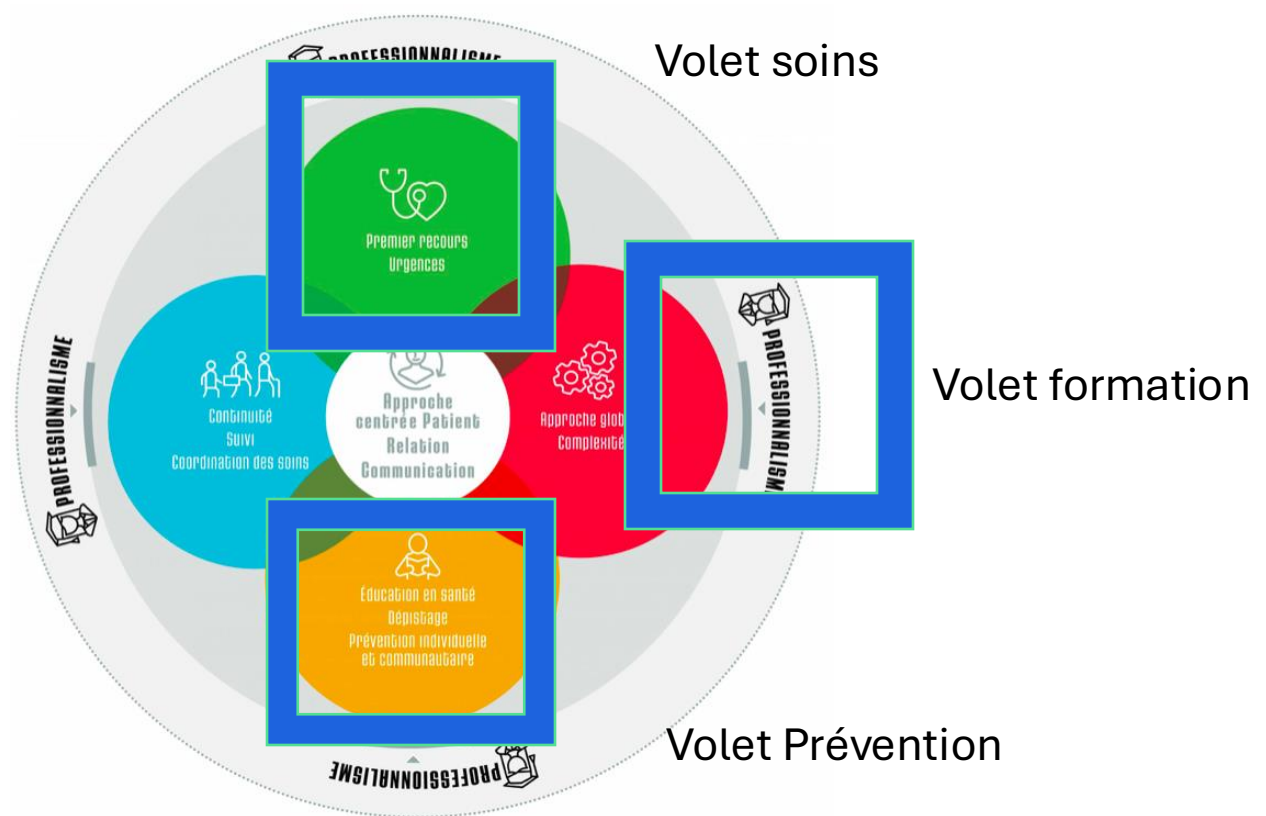 PROFESSIONNALISME
Volet soins
Premier recours
Urgences
PROFESSIONNALISME
Continuité
Suivi
Coordination des soins
Approche
centrée Patient
Relation
Communication
Approche glob
Complexité
PROFESSIONNALISM
Volet formation
Éducation en santé
Dépistage
Prévention individuelle
et communautaire
Volet Prévention
PROFESSIONNALISME